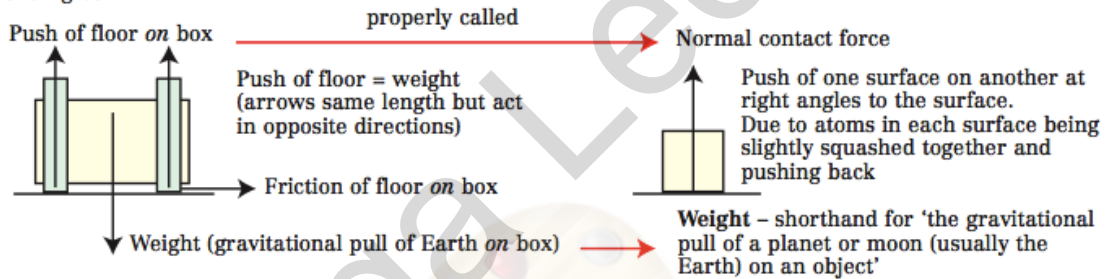 properly called
Push of floor on box
Normal contact force
Push of floor = weight
(arrows same length but act
in opposite directions)
Push of one surface on another at
right angles to the surface.
Due to atoms in each surface being
slightly squashed together and
pushing back
Friction of floor on box
Weight (gravitational pull of Earth on box)
Weight – shorthand for ‘the gravitational
pull of a planet or moon (usually the
Earth) on an object’